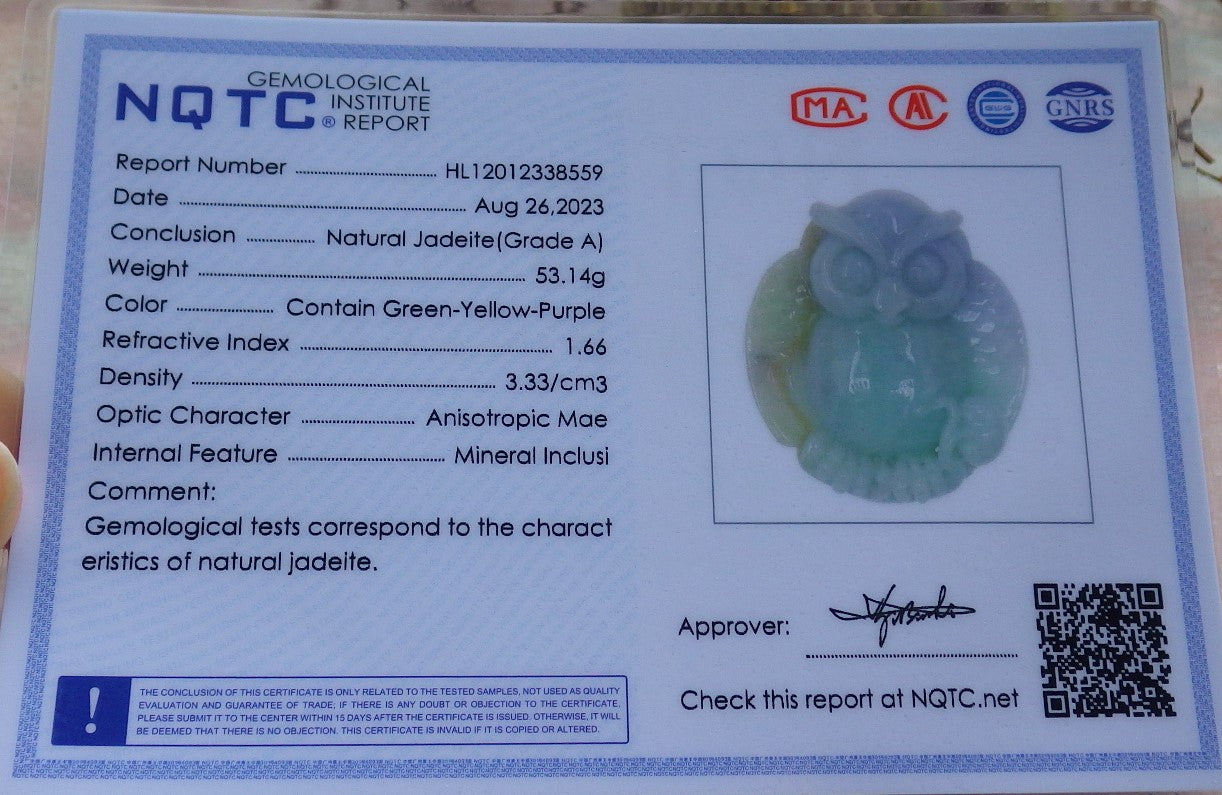 GEMOLOGICAL
NQTC® INSTITUTE
REPORT
Report Number HL12012338559
Date Aug 26,2023
Conclusion Natural Jadeite(Grade A)
Weight 53.14g
Color Contain Green-Yellow-Purple
Refractive Index 1.66
Density 3.33/cm3
Optic Character Anisotropic Mae
Internal Feature Mineral Inclusi
Comment:
Gemological tests correspond to the charact
eristics of natural jadeite.
! THE CONCLUSION OF THIS CERTIFICATE IS ONLY RELATED TO THE TESTED SAMPLES, NOT USED AS QUALITY
EVALUATION AND GUARANTEE OF TRADE; IF THERE IS ANY DOUBT OR OBJECTION TO THE CERTIFICATE,
PLEASE SUBMIT IT TO THE CENTER WITHIN 15 DAYS AFTER THE CERTIFICATE IS ISSUED. OTHERWISE, IT WILL
BE DEEMED THAT THERE IS NO OBJECTION. THIS CERTIFICATE IS INVALID IF IT IS COPIED OR ALTERED.
MA GNRS
Approver:
Check this report at NQTC.net